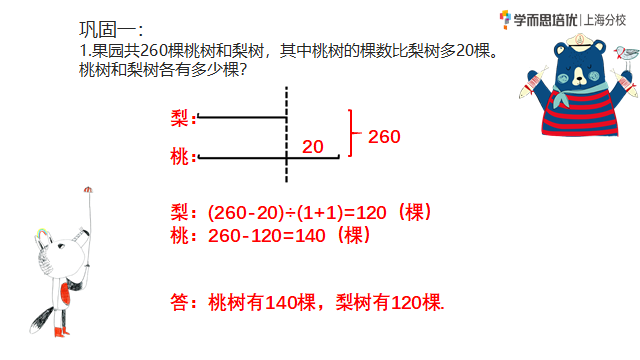 学而思培优 | 上海分校
巩固一：
1.果园共260棵桃树和梨树，其中桃树的棵数比梨树多20棵。
桃树和梨树各有多少棵？
梨：
桃：
20
260
梨：(260-20)÷(1+1)=120（棵）
桃：260-120=140（棵）
答：桃树有140棵，梨树有120棵.